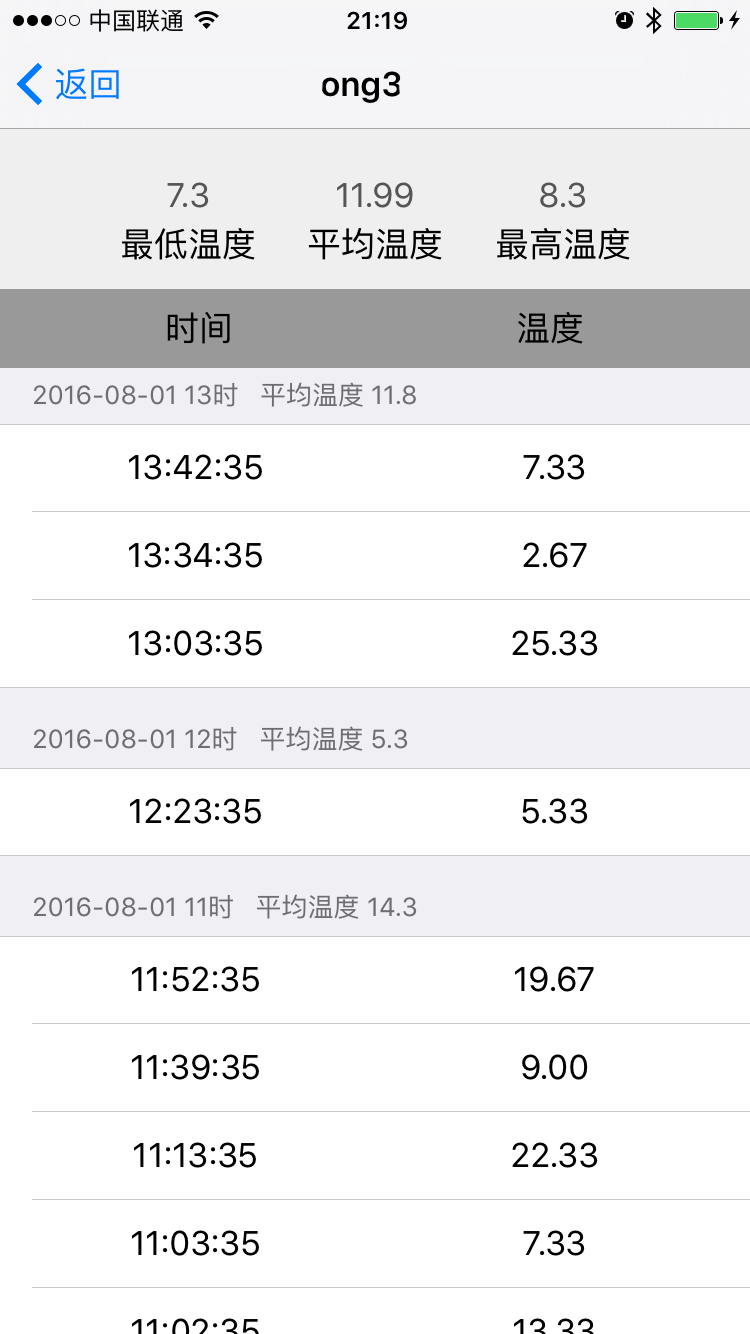 中国联通 21:19
返回 ong3
7.3 11.99 8.3
最低温度 平均温度 最高温度
时间 温度
2016-08-01 13时 平均温度 11.8
13:42:35 7.33
13:34:35 2.67
13:03:35 25.33
2016-08-01 12时 平均温度 5.3
12:23:35 5.33
2016-08-01 11时 平均温度 14.3
11:52:35 19.67
11:39:35 9.00
11:13:35 22.33
11:03:35 7.33
11:02:35 13.33